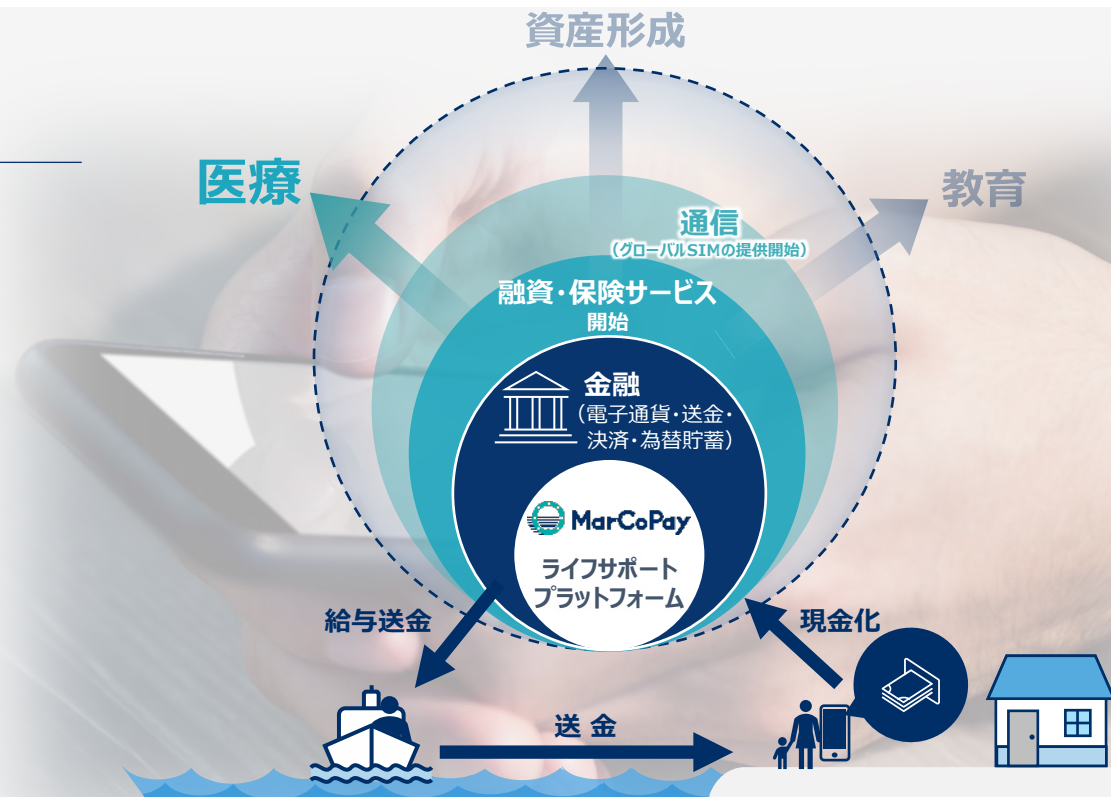 資産形成
医療
教育
通信
（グローバルSIMの提供開始）
融資・保険サービス
開始
金融
（電子通貨・送金・
決済・為替貯蓄）
MarCoPay
ライフサポート
プラットフォーム
給与送金
現金化
送金